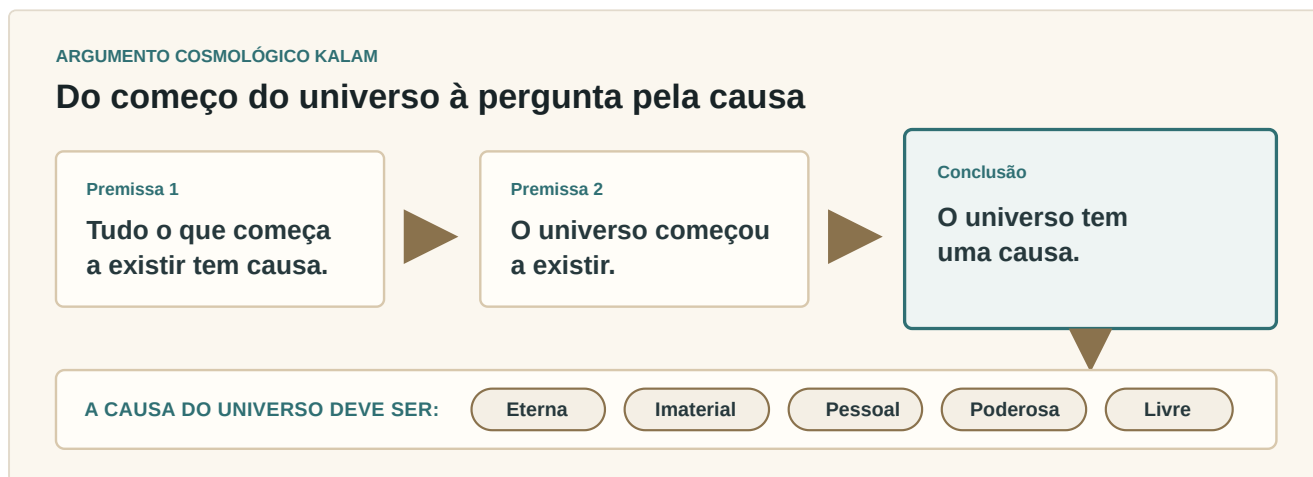 ARGUMENTO COSMOLÓGICO KALAM
Do começo do universo à pergunta pela causa
Premissa 1
Tudo o que começa
a existir tem causa.
Premissa 2
O universo começou
a existir.
Conclusão
O universo tem
uma causa.
A CAUSA DO UNIVERSO DEVE SER:
Eterna
Imaterial
Pessoal
Poderosa
Livre